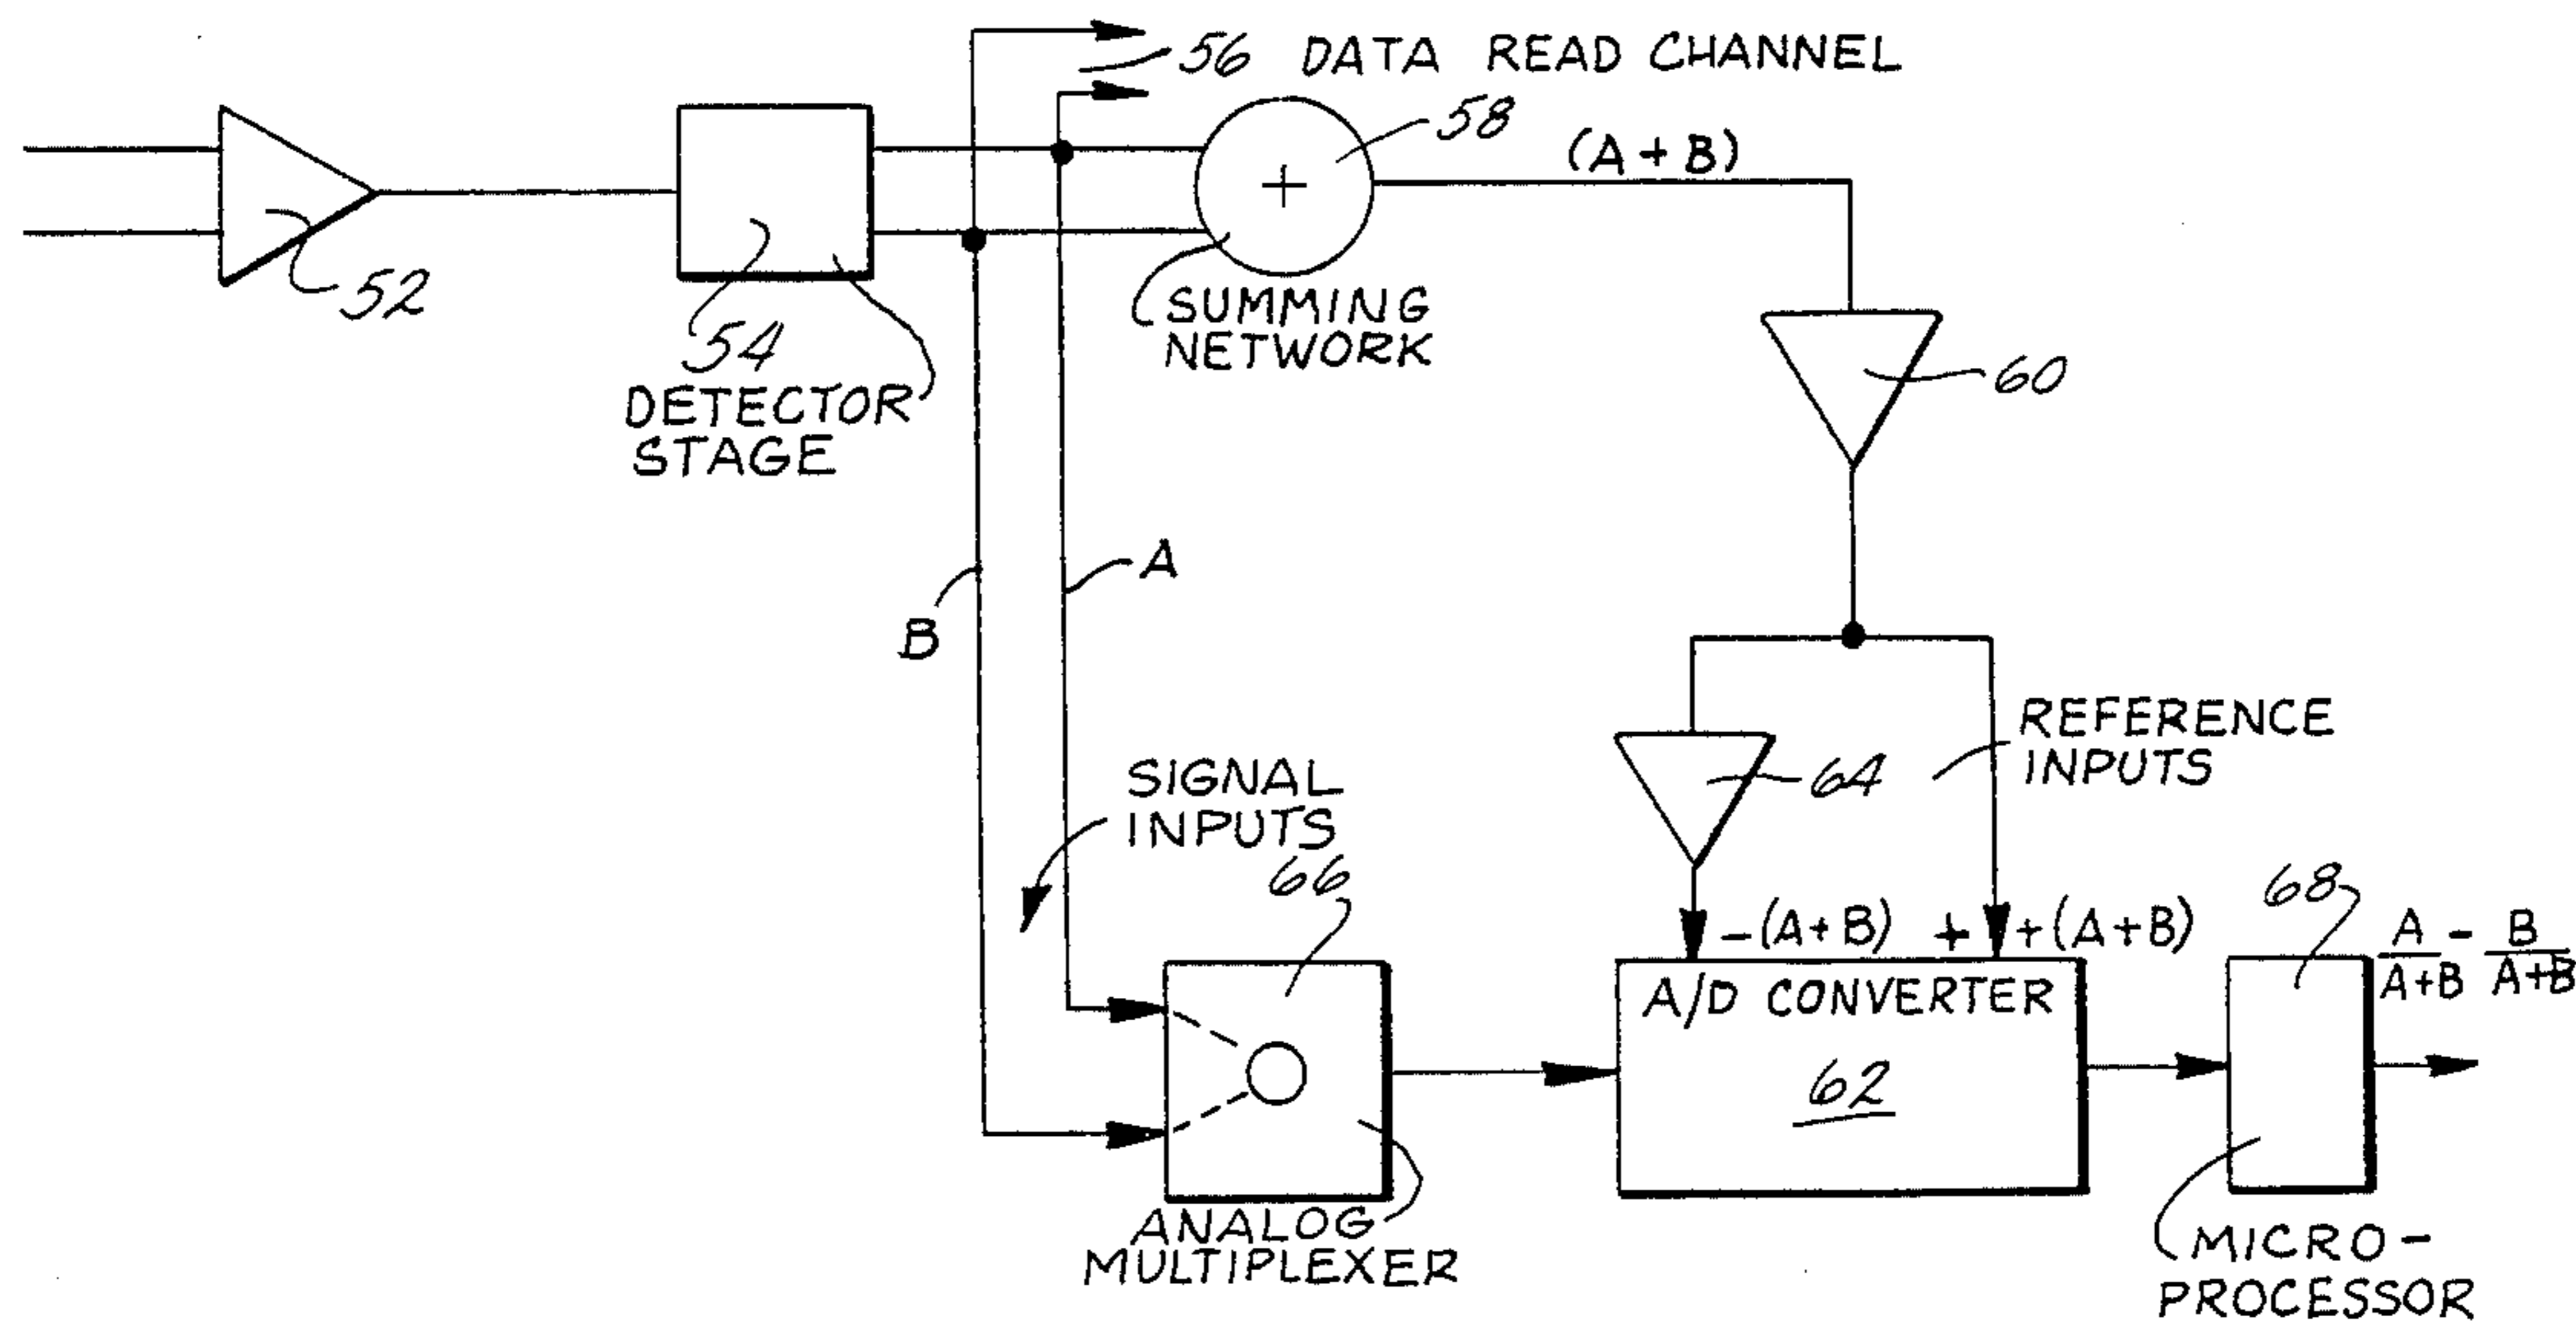 56 DATA READ CHANNEL
58
(A + B)
+
52
SUMMING
NETWORK
54
DETECTOR
STAGE
60
A
B
REFERENCE
INPUTS
SIGNAL
INPUTS
64
66
68
-(A+B) + +(A+B)
A/A+B - B/A+B
A/D CONVERTER
62
ANALOG
MULTIPLEXER
MICRO-
PROCESSOR